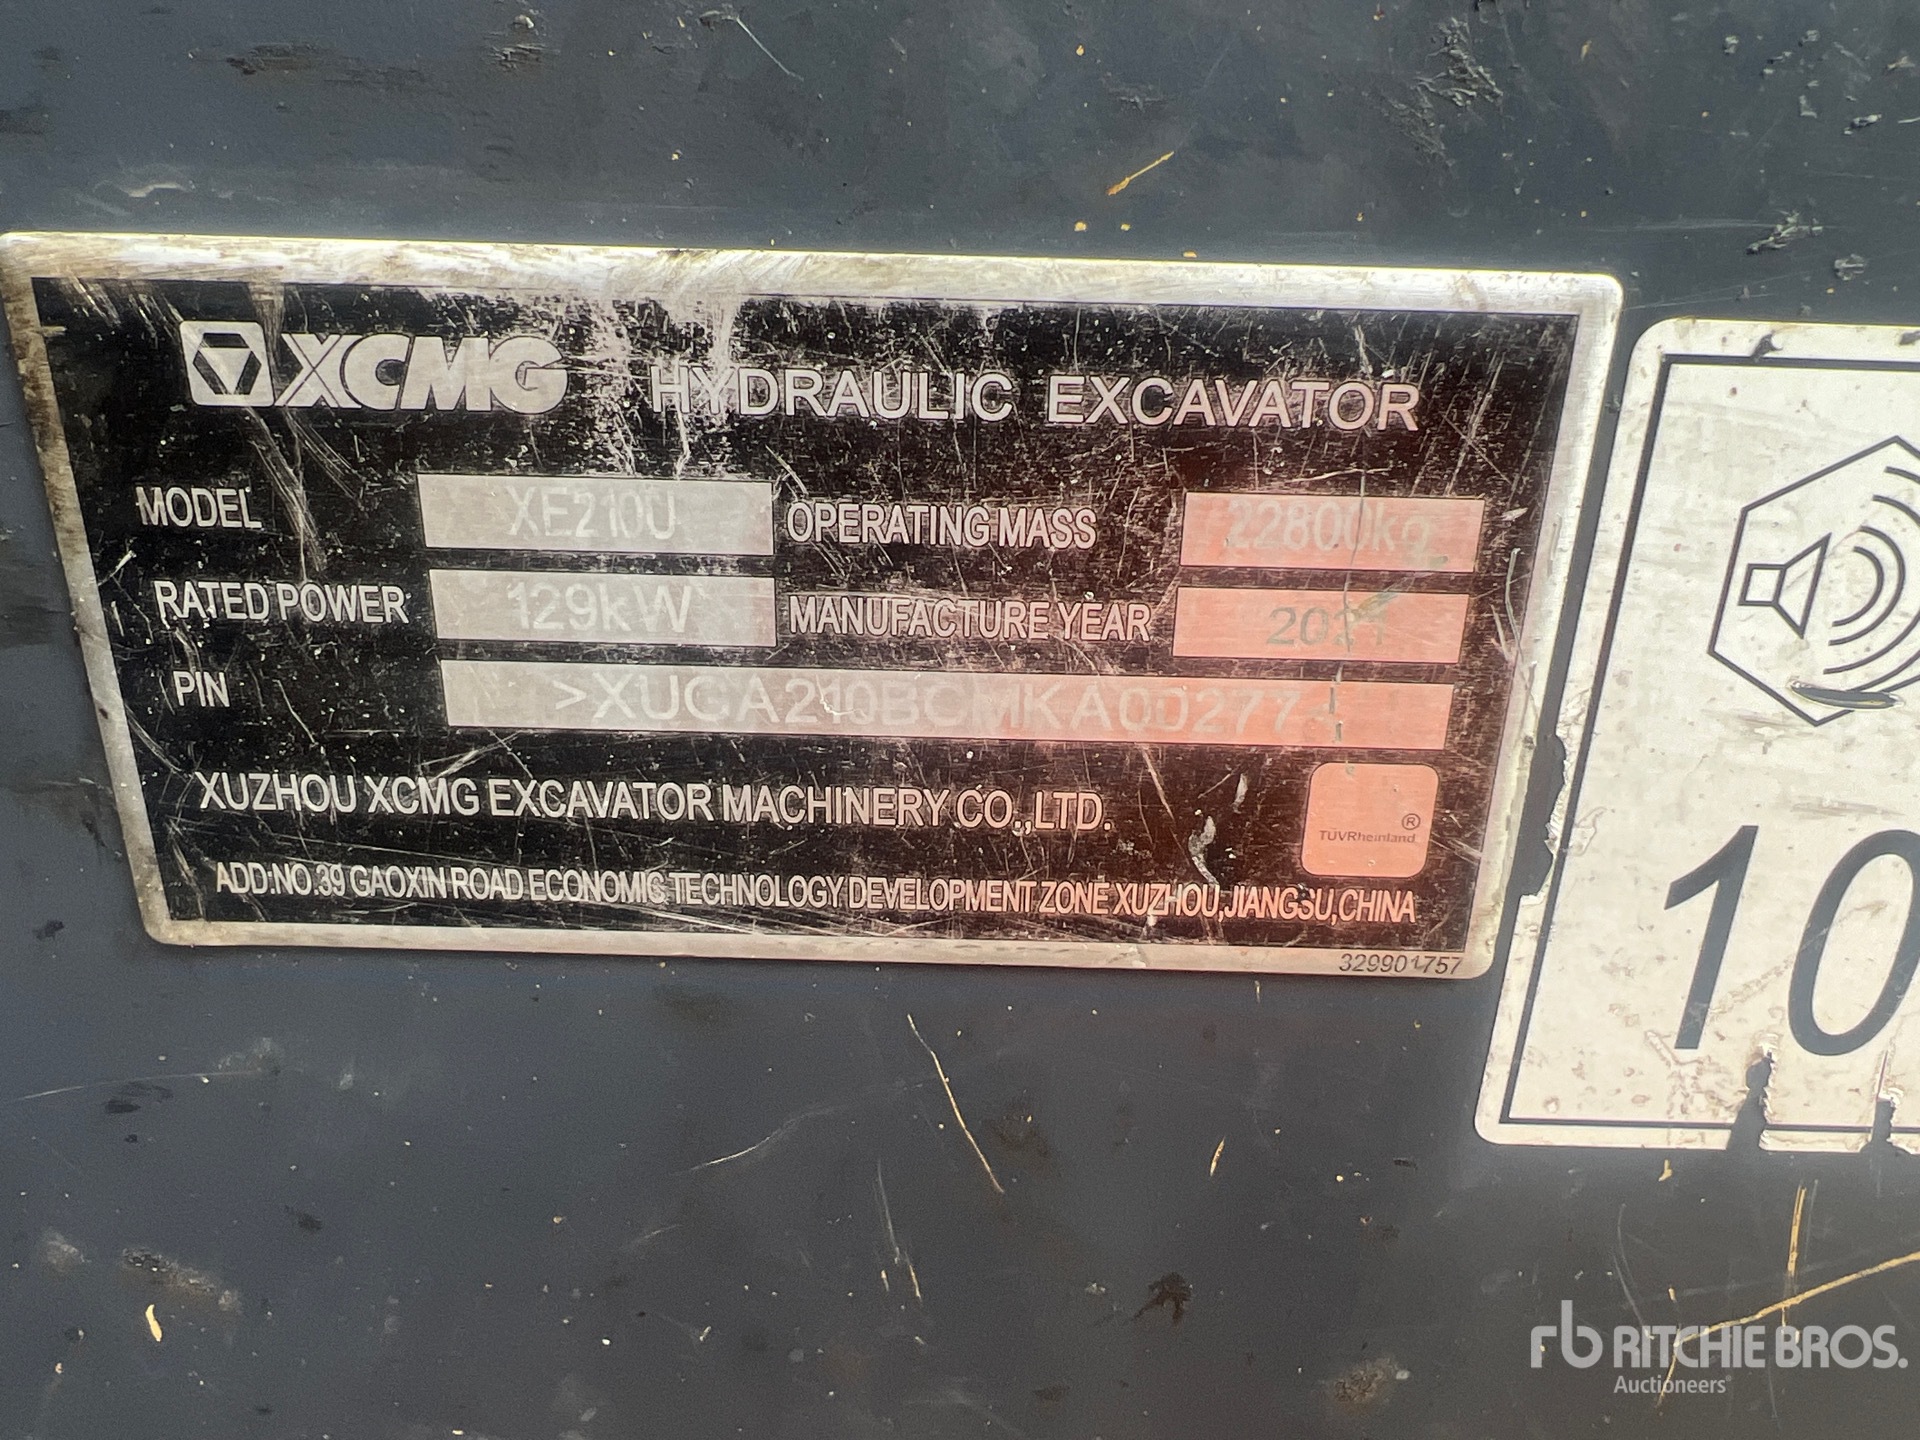 XCMG HYDRAULIC EXCAVATOR
MODEL XE210U OPERATING MASS 22800kg
RATED POWER 129kW MANUFACTURE YEAR 2021
PIN
XUZHOU XCMG EXCAVATOR MACHINERY CO.,LTD.
TÜVRheinland®
ADD:NO.39 GAOXIN ROAD ECONOMIC TECHNOLOGY DEVELOPMENT ZONE XUZHOU,JIANGSU,CHINA
329901757
10
rb RITCHIE BROS.
Auctioneers